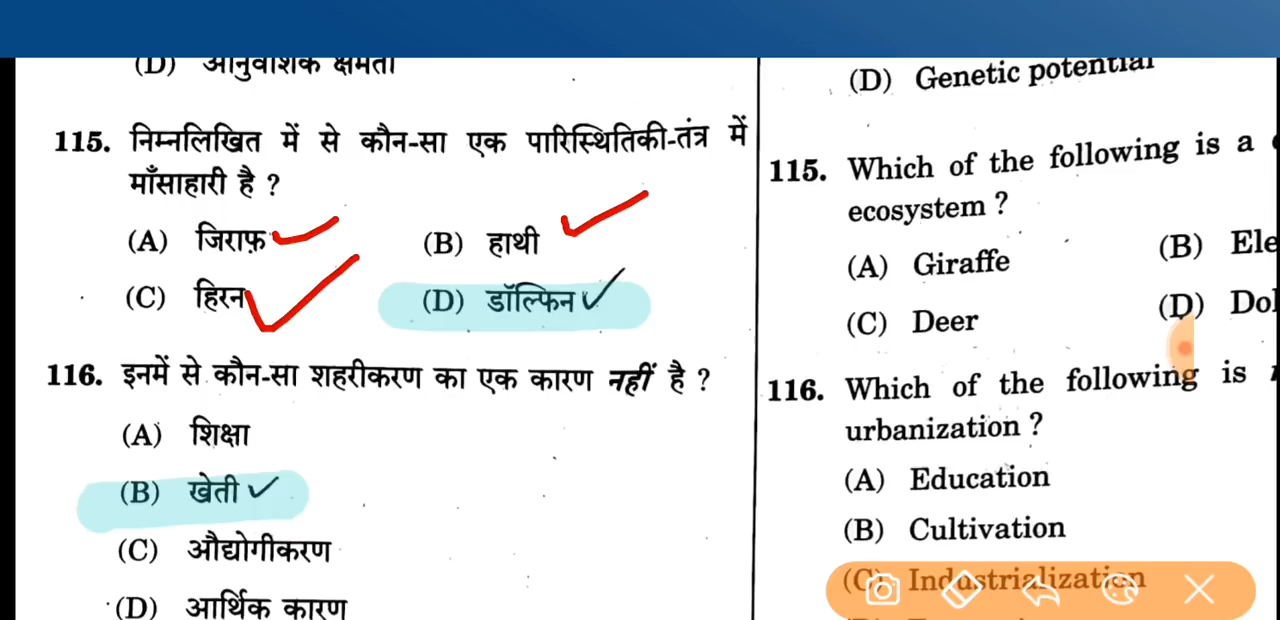 (D) आनुवंशिक क्षमता
115. निम्नलिखित में से कौन-सा एक पारिस्थितिकी-तंत्र में
माँसाहारी है ?
(A) जिराफ़ (B) हाथी
(C) हिरन (D) डॉल्फिन
116. इनमें से कौन-सा शहरीकरण का एक कारण नहीं है ?
(A) शिक्षा
(B) खेती
(C) औद्योगीकरण
(D) आर्थिक कारण
(D) Genetic potential
115. Which of the following is a
ecosystem ?
(A) Giraffe (B) Ele
(C) Deer (D) Dol
116. Which of the following is
urbanization ?
(A) Education
(B) Cultivation
(C) Industrialization